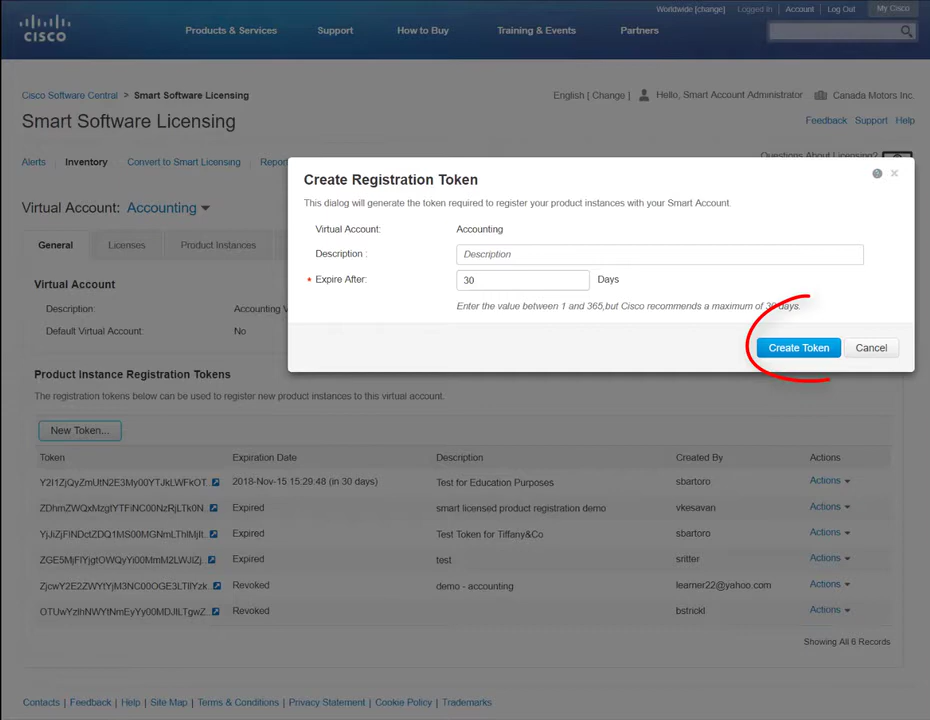 Worldwide [change] Logged In Account Log Out My Cisco
CISCO
Products & Services Support How to Buy Training & Events Partners
Cisco Software Central > Smart Software Licensing
English [ Change ] Hello, Smart Account Administrator Canada Motors Inc.
Smart Software Licensing
Feedback Support Help
Alerts Inventory Convert to Smart Licensing
Questions About Licensing?
Create Registration Token
This dialog will generate the token required to register your product instances with your Smart Account.
Virtual Account: Accounting
Description : Description
* Expire After: 30 Days
Enter the value between 1 and 365,but Cisco recommends a maximum of 30 days.
Create Token Cancel
Virtual Account: Accounting
General Licenses Product Instances
Virtual Account
Description: Accounting
Default Virtual Account: No
Product Instance Registration Tokens
The registration tokens below can be used to register new product instances to this virtual account.
New Token...
Token Expiration Date Description Created By Actions
2018-Nov-15 15:29:48 (in 30 days) Test for Education Purposes sbartoro Actions
Expired smart licensed product registration demo vkesavan Actions
Expired Test Token for Tiffany&Co sbartoro Actions
Expired test sritter Actions
Revoked demo - accounting learner22@yahoo.com Actions
Revoked bstrickl Actions
Showing All 6 Records
Contacts | Feedback | Help | Site Map | Terms & Conditions | Privacy Statement | Cookie Policy | Trademarks